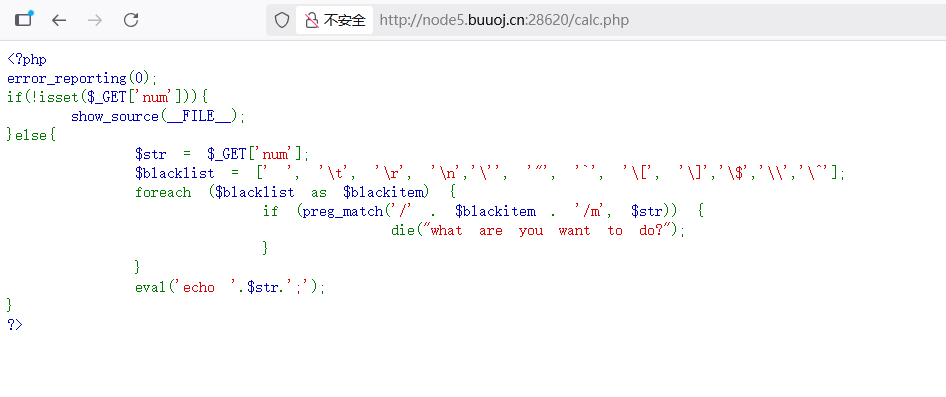 不安全 http://node5.buuoj.cn:28620/calc.php
<?php
error_reporting(0);
if(!isset($_GET['num'])){
        show_source(__FILE__);
}else{
                $str = $_GET['num'];
                $blacklist = [' ', '\t', '\r', '\n','\'', '"', '`', '\[', '\]','\$','\\','\^'];
                foreach ($blacklist as $blackitem) {
                                if (preg_match('/' . $blackitem . '/m', $str)) {
                                                die("what are you want to do?");
                                }
                }
                eval('echo '.$str.';');
}
?>